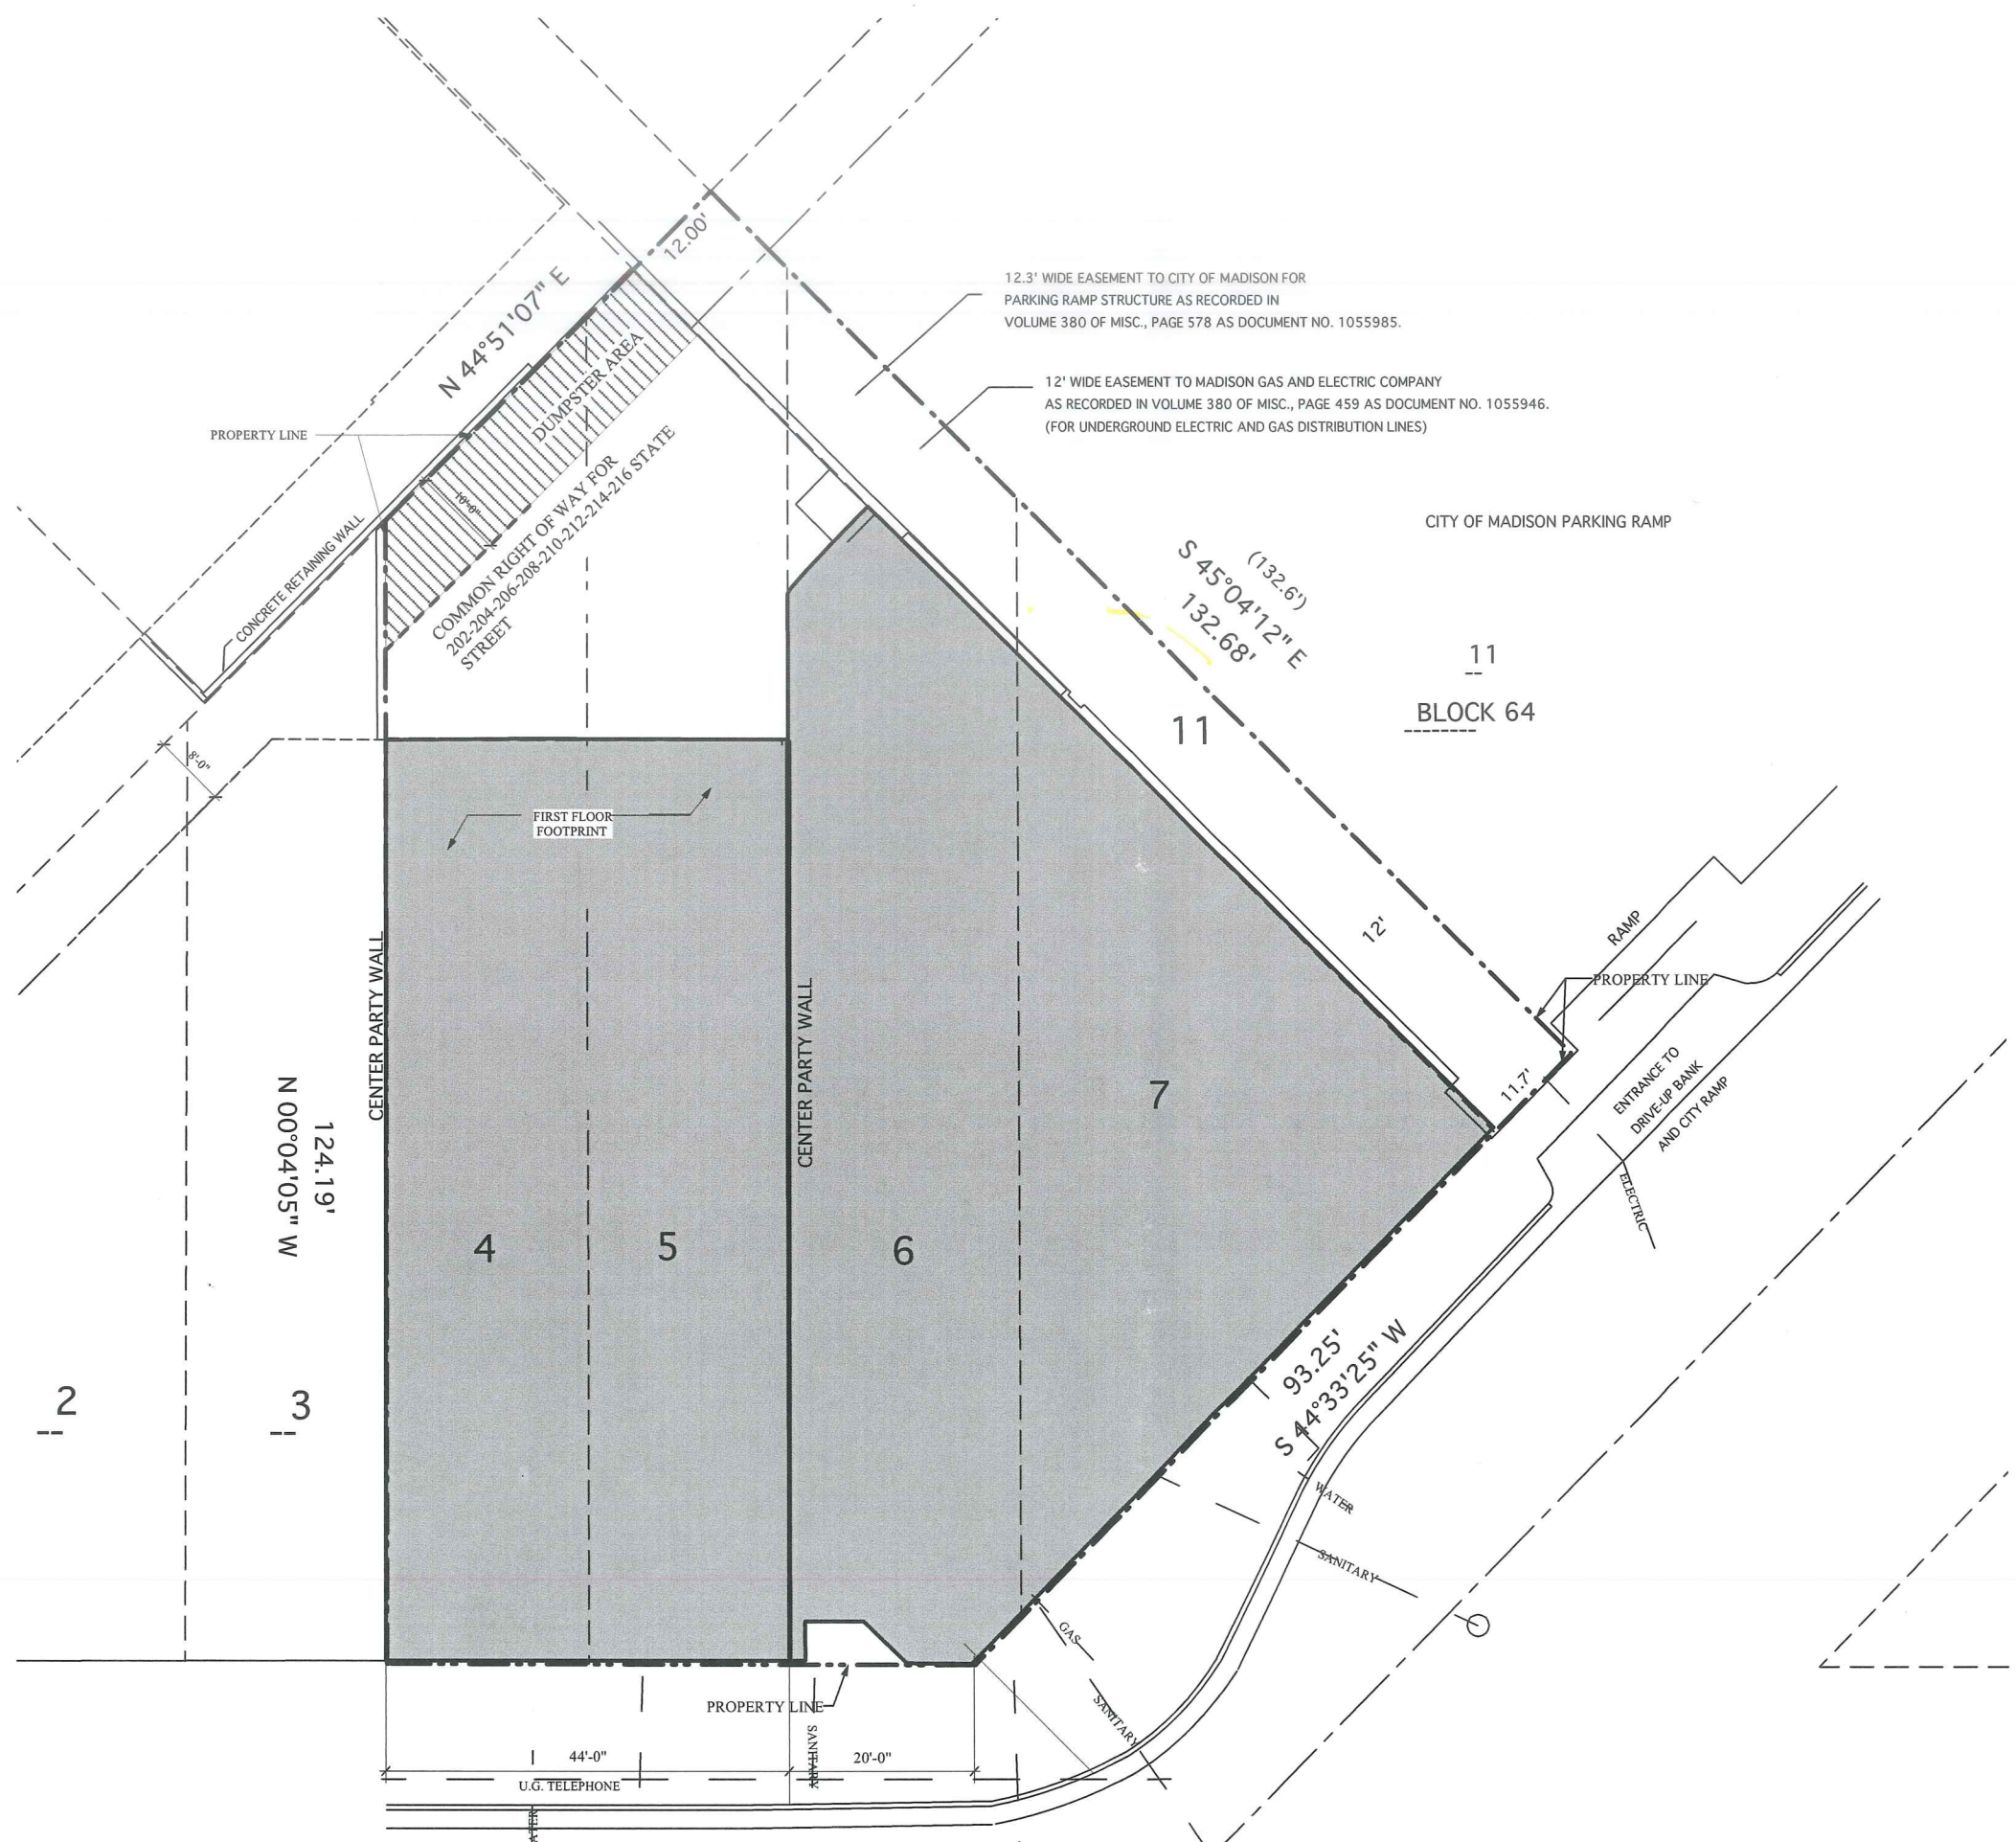 12.00'
N 44°51'07" E
12.3' WIDE EASEMENT TO CITY OF MADISON FOR
PARKING RAMP STRUCTURE AS RECORDED IN
VOLUME 380 OF MISC., PAGE 578 AS DOCUMENT NO. 1055985.
12' WIDE EASEMENT TO MADISON GAS AND ELECTRIC COMPANY
AS RECORDED IN VOLUME 380 OF MISC., PAGE 459 AS DOCUMENT NO. 1055946.
(FOR UNDERGROUND ELECTRIC AND GAS DISTRIBUTION LINES)
PROPERTY LINE
DUMPSTER AREA
10'-0"
COMMON RIGHT OF WAY FOR
202-204-206-208-210-212-214-216 STATE
STREET
CONCRETE RETAINING WALL
CITY OF MADISON PARKING RAMP
(132.6')
S 45°04'12" E
132.68'
11
BLOCK 64
11
8'-0"
FIRST FLOOR
FOOTPRINT
12'
RAMP
PROPERTY LINE
CENTER PARTY WALL
CENTER PARTY WALL
11.7'
ENTRANCE TO
DRIVE-UP BANK
AND CITY RAMP
7
124.19'
N 00°04'05" W
ELECTRIC
4
5
6
93.25'
S 44°33'25" W
2
3
WATER
SANITARY
GAS
SANITARY
PROPERTY LINE
SANITARY
44'-0"
20'-0"
U.G. TELEPHONE